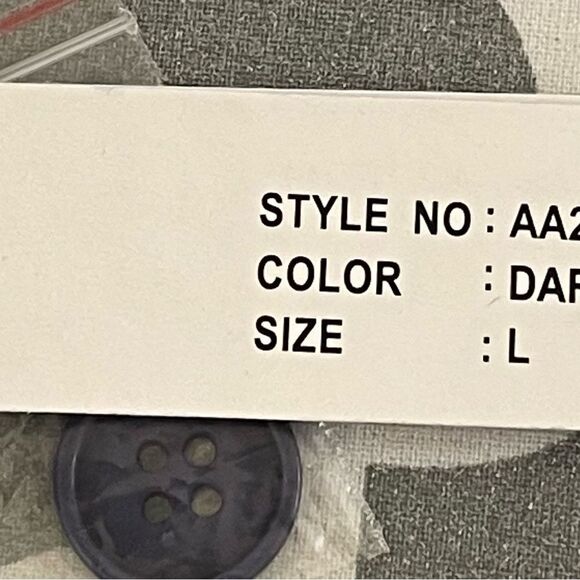 STYLE NO : AA2
COLOR : DAR
SIZE : L